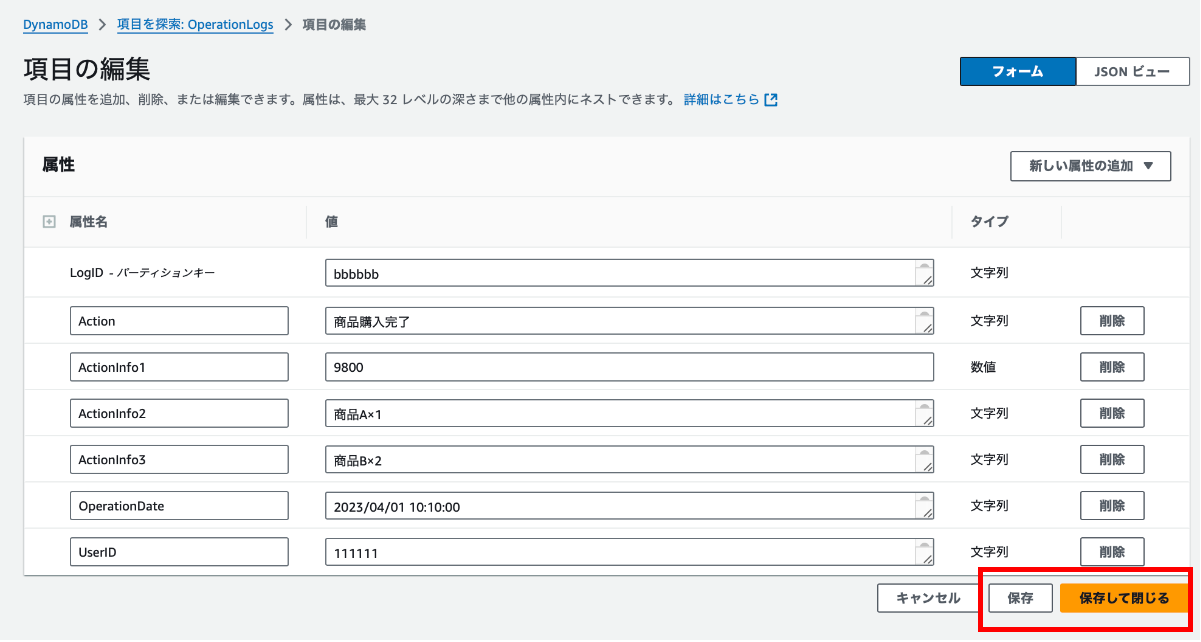 DynamoDB > 項目を探索: OperationLogs > 項目の編集
項目の編集
フォーム JSON ビュー
項目の属性を追加、削除、または編集できます。属性は、最大 32 レベルの深さまで他の属性内にネストできます。 詳細はこちら
属性
新しい属性の追加 ▼
属性名 値 タイプ
LogID - パーティションキー bbbbbb 文字列
Action 商品購入完了 文字列 削除
ActionInfo1 9800 数値 削除
ActionInfo2 商品A×1 文字列 削除
ActionInfo3 商品B×2 文字列 削除
OperationDate 2023/04/01 10:10:00 文字列 削除
UserID 111111 文字列 削除
キャンセル 保存 保存して閉じる